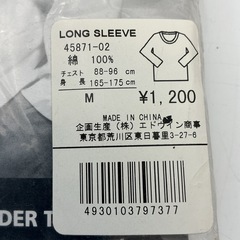 LONG SLEEVE
45871-02
綿 100%
チェスト 88-96 cm
身 長 165-175 cm
M ¥1,200
MADE IN CHINA
企画生産(株)エドウイン商事
東京都荒川区東日暮里3-27-6
4930103797377
DER T